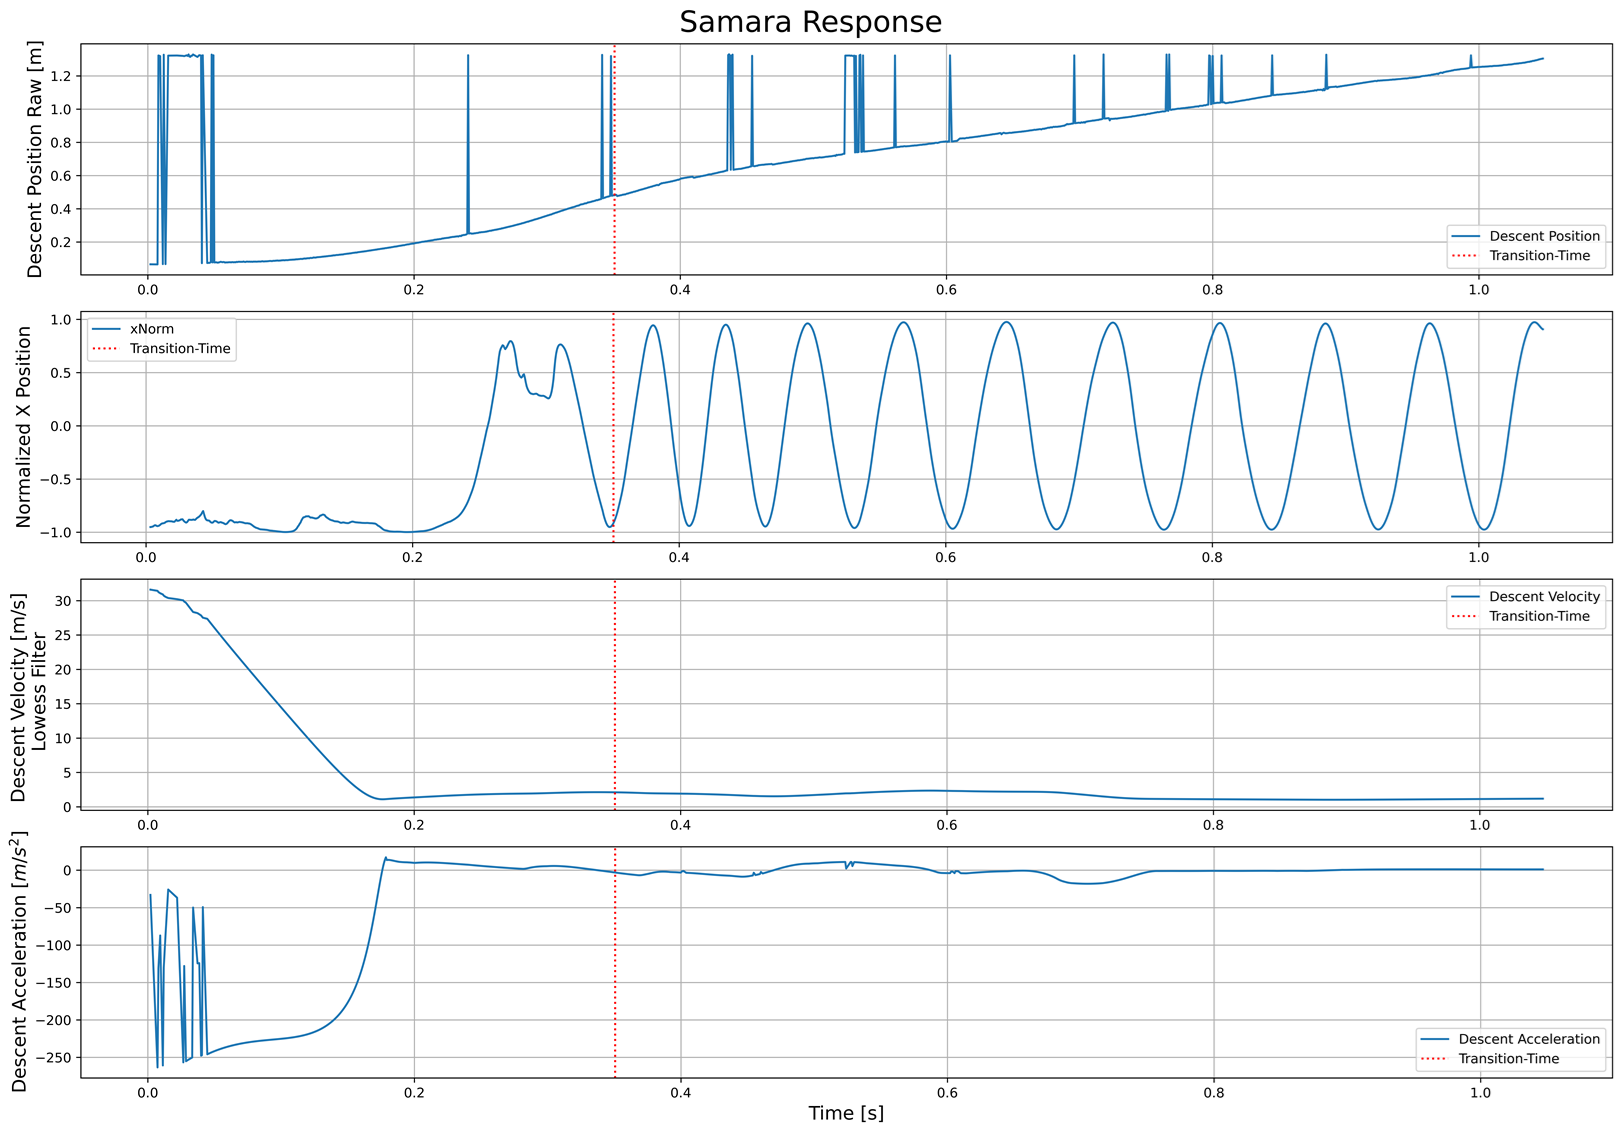 Samara Response
Descent Position Raw [m]
1.2
1.0
0.8
0.6
0.4
0.2
Descent Position
Transition-Time
0.0 0.2 0.4 0.6 0.8 1.0
Normalized X Position
1.0
0.5
0.0
−0.5
−1.0
xNorm
Transition-Time
0.0 0.2 0.4 0.6 0.8 1.0
Descent Velocity [m/s]
Lowess Filter
30
25
20
15
10
5
0
Descent Velocity
Transition-Time
0.0 0.2 0.4 0.6 0.8 1.0
Descent Acceleration [m/s²]
0
−50
−100
−150
−200
−250
Descent Acceleration
Transition-Time
0.0 0.2 0.4 0.6 0.8 1.0
Time [s]